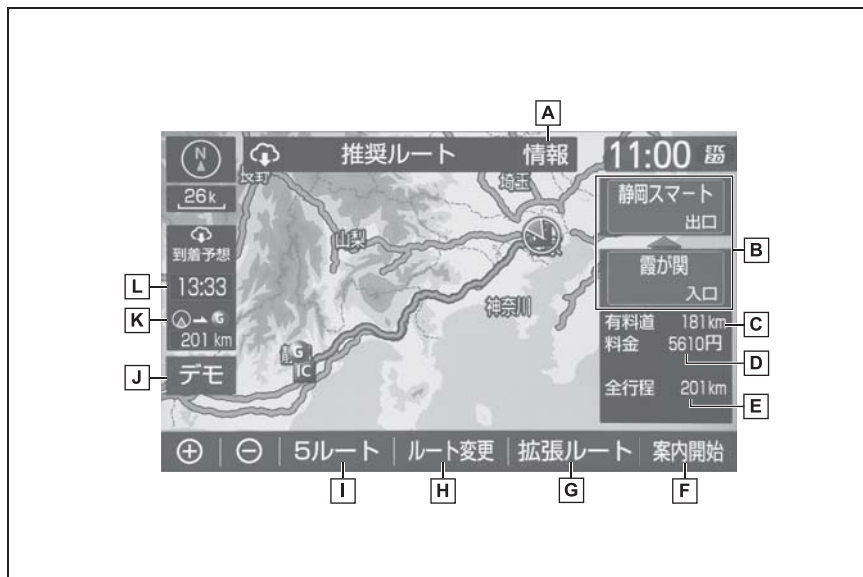 A
N
推奨ルート 情報
11:00 ETC 2.0
26k
埼玉
静岡スマート
出口
B
到着予想
山梨
霞が関
入口
L
13:33
K
G
神奈川
有料道 181km
C
201 km
料金 5610円
D
G
IC
J
デモ
全行程 201km
E
5ルート ルート変更 拡張ルート 案内開始
I
H
G
F